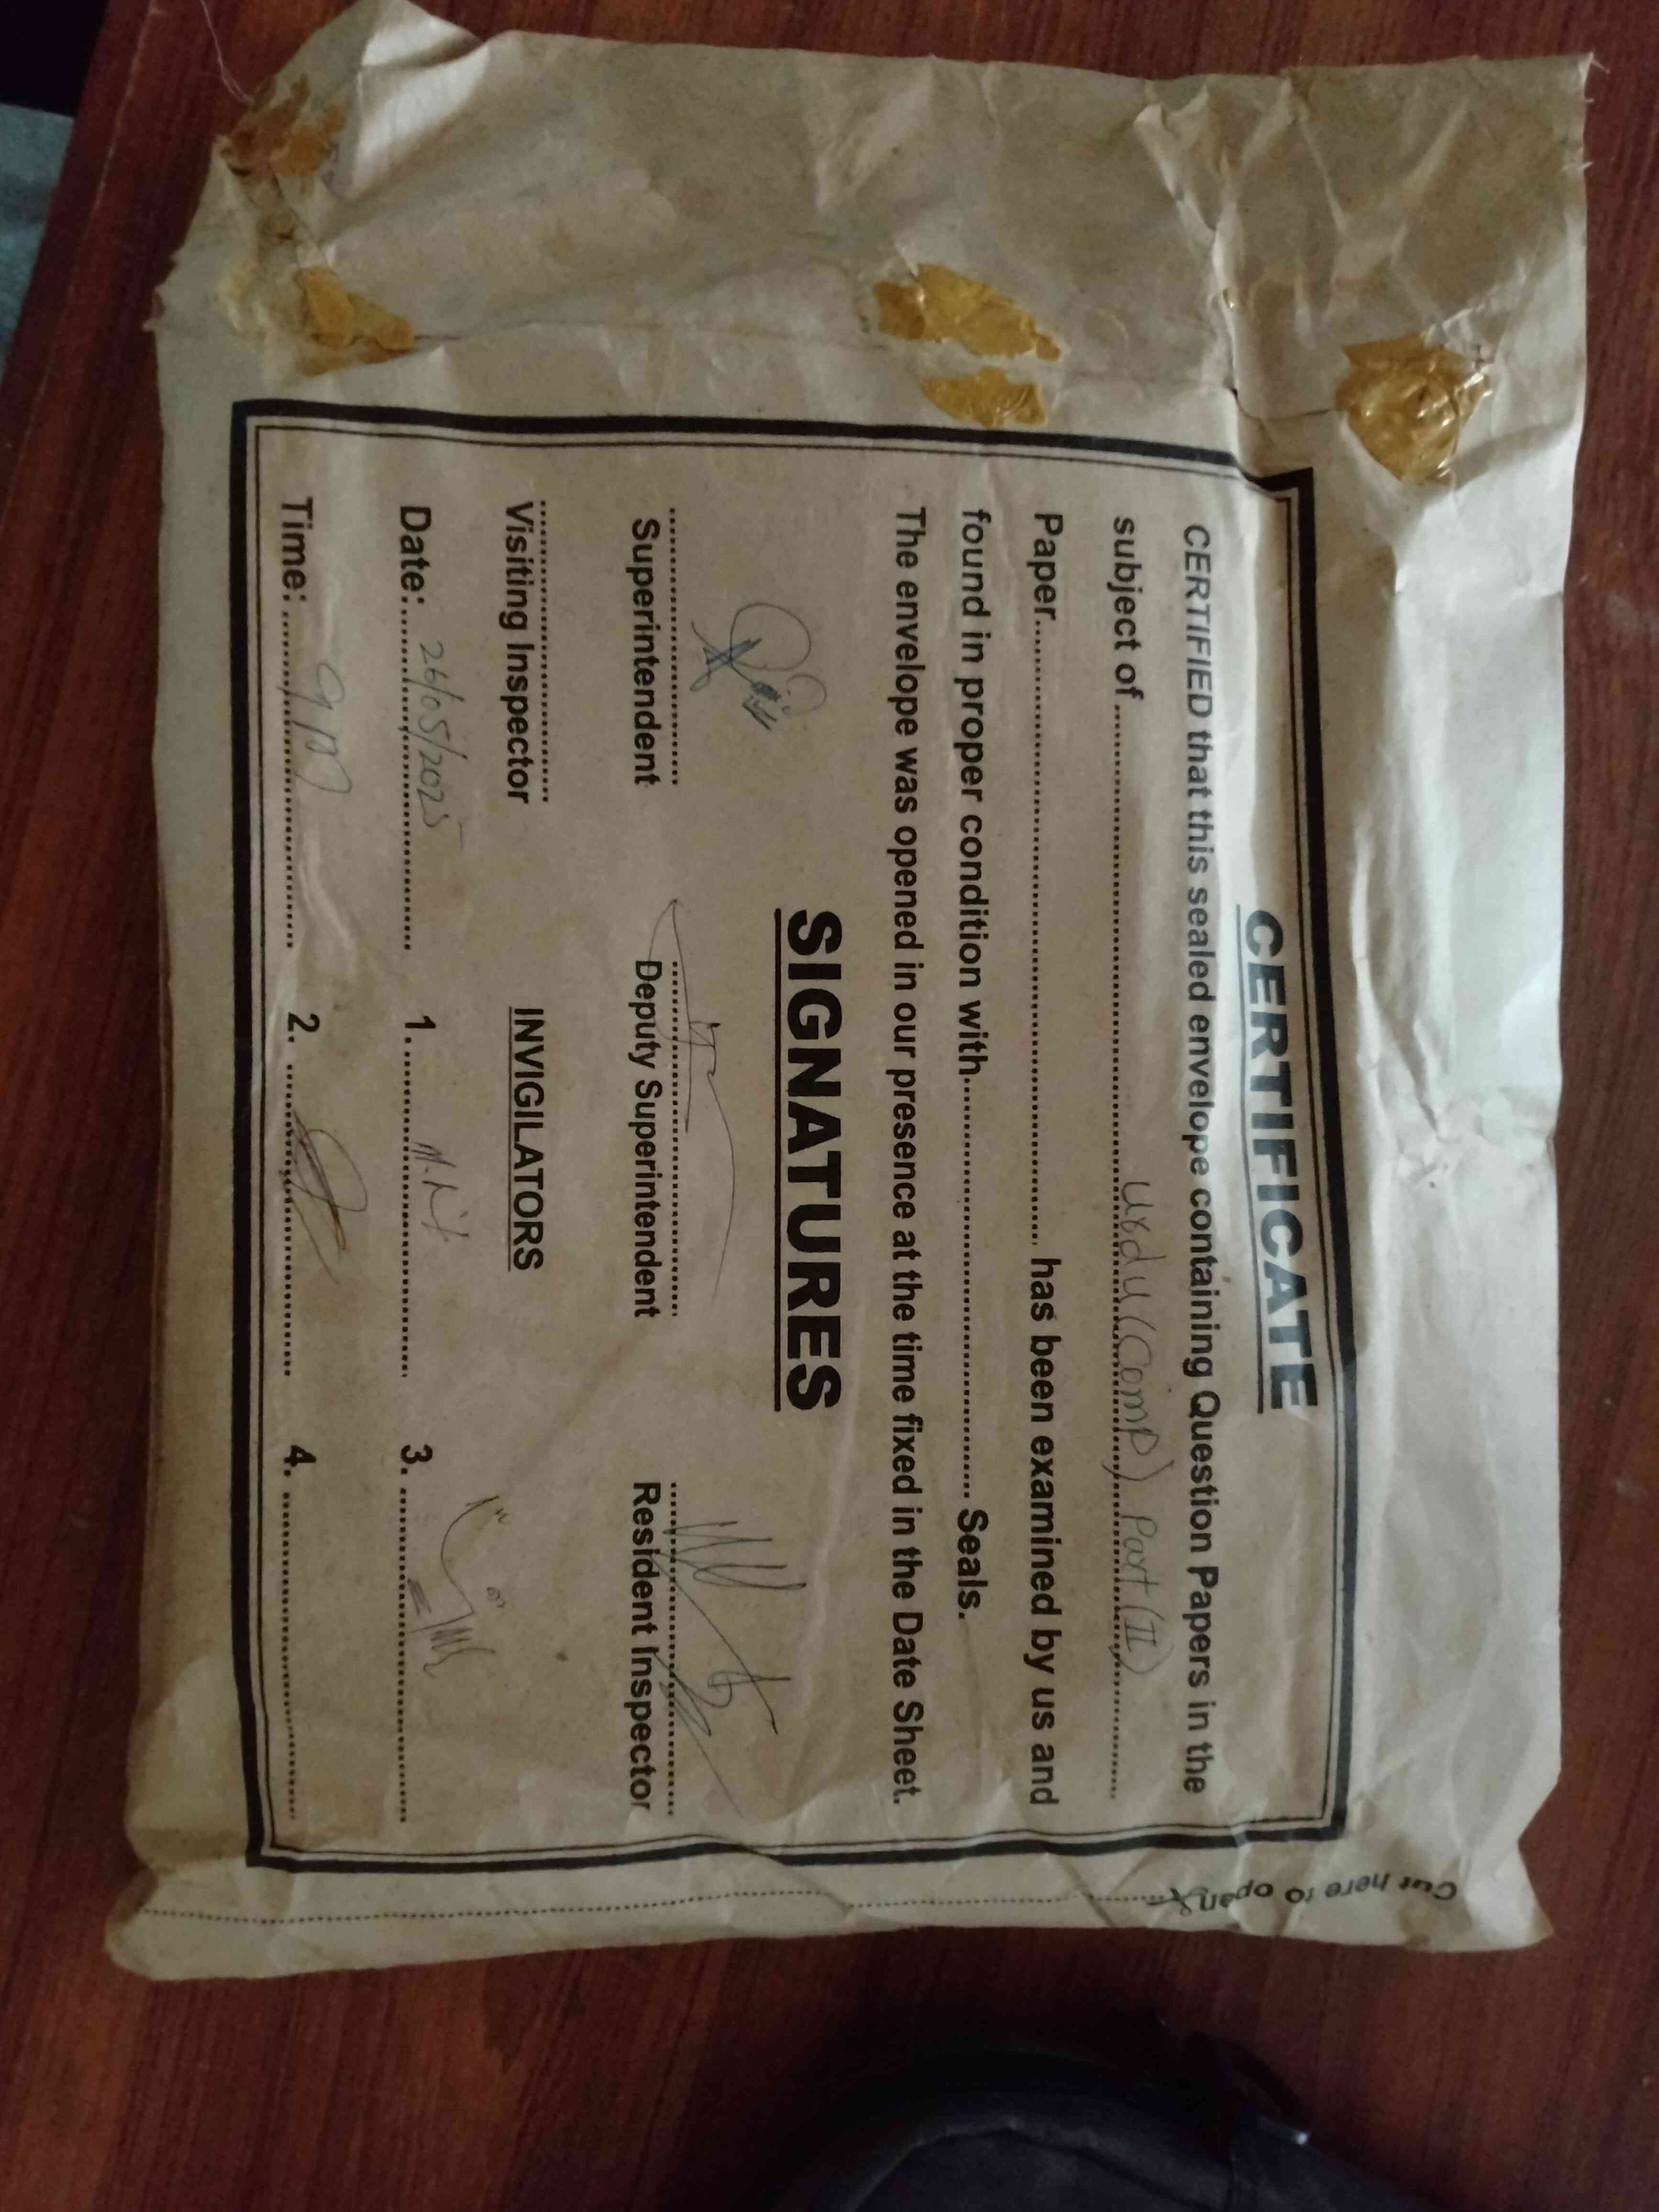 CERTIFICATE
CERTIFIED that this sealed envelope containing Question Papers in the
subject of ........ Urdu (Comp) Part (II) ........
Paper................ has been examined by us and
found in proper condition with................ Seals.
The envelope was opened in our presence at the time fixed in the Date Sheet.
SIGNATURES
Superintendent Deputy Superintendent Resident Inspector
Visiting Inspector INVIGILATORS
Date: 26/05/2025 1. 3.
Time: 2. 4.
Cut here to open